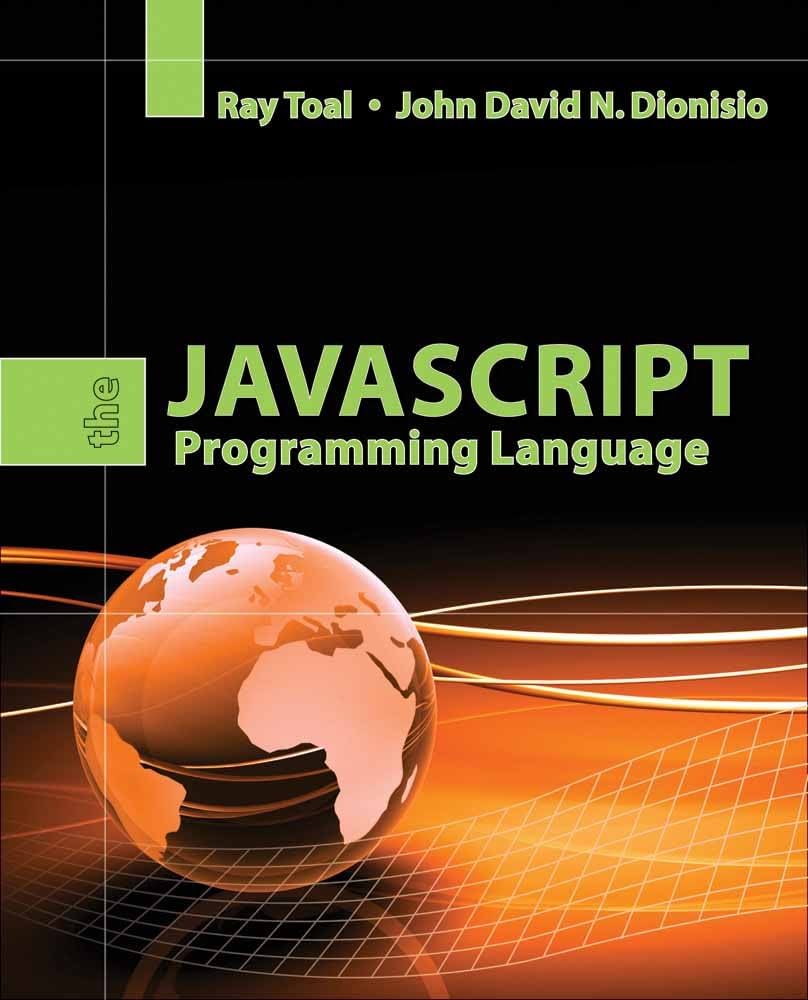 Ray Toal • John David N. Dionisio
the
JAVASCRIPT
Programming Language